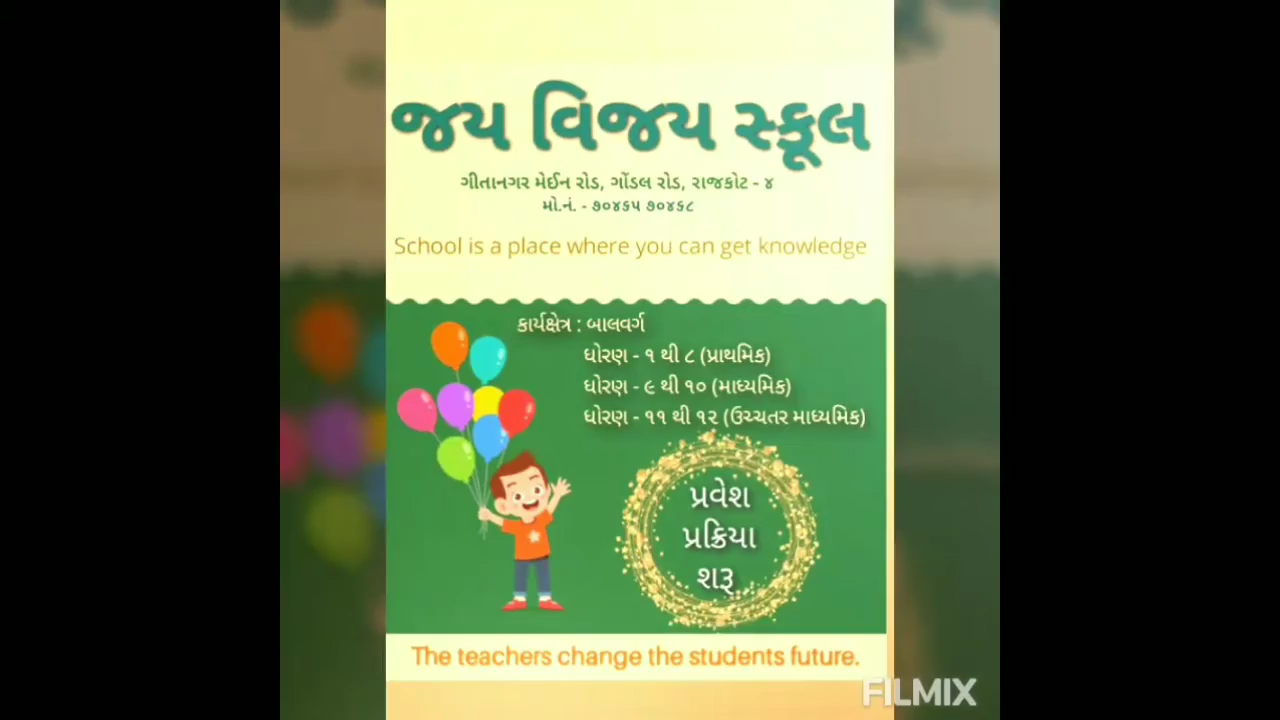 જય વિજય સ્કૂલ
ગીતાનગર મેઈન રોડ, ગોંડલ રોડ, રાજકોટ - ૪
મો.નં. - ૭૦૪૬૫ ૭૦૪૬૮
School is a place where you can get knowledge
કાર્યક્ષેત્ર : બાલવર્ગ
ધોરણ - ૧ થી ૮ (પ્રાથમિક)
ધોરણ - ૯ થી ૧૦ (માધ્યમિક)
ધોરણ - ૧૧ થી ૧૨ (ઉચ્ચતર માધ્યમિક)
પ્રવેશ
પ્રક્રિયા
શરૂ..
The teachers change the students future.
FILMIX